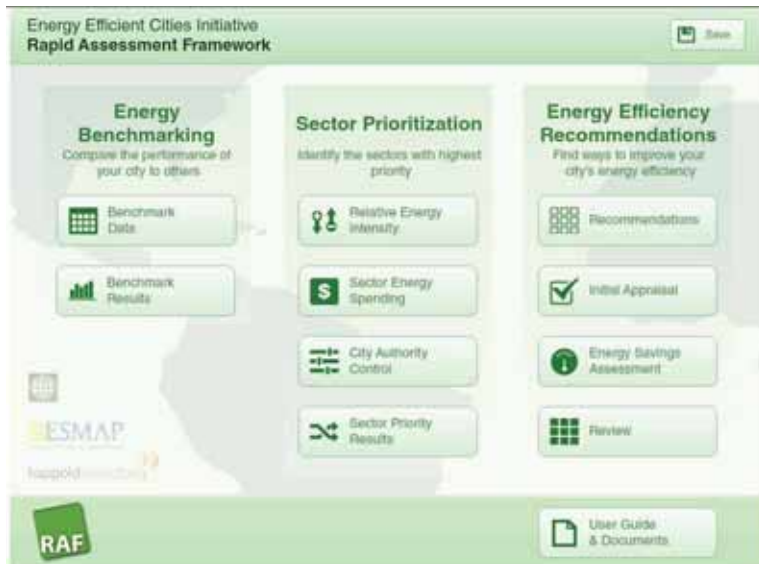 Energy Efficient Cities Initiative
Rapid Assessment Framework
Save
Energy
Benchmarking
Compare the performance of
your city to others
Benchmark
Data
Benchmark
Results
Sector Prioritization
Identify the sectors with highest
priority
Relative Energy
Intensity
Sector Energy
Spending
City Authority
Control
Sector Priority
Results
Energy Efficiency
Recommendations
Find ways to improve your
city's energy efficiency
Recommendations
Initial Appraisal
Energy Savings
Assessment
Review
ESMAP
RAF
User Guide
& Documents